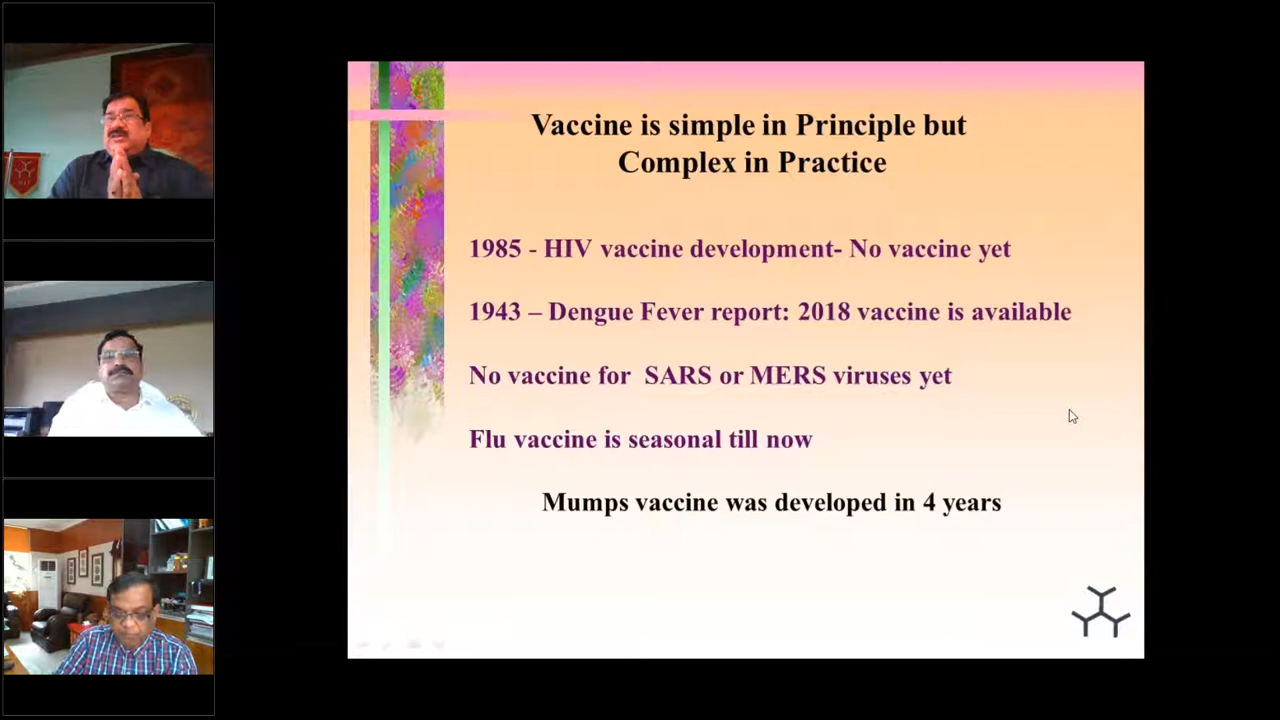 Vaccine is simple in Principle but
Complex in Practice
1985 - HIV vaccine development- No vaccine yet
1943 – Dengue Fever report: 2018 vaccine is available
No vaccine for SARS or MERS viruses yet
Flu vaccine is seasonal till now
Mumps vaccine was developed in 4 years